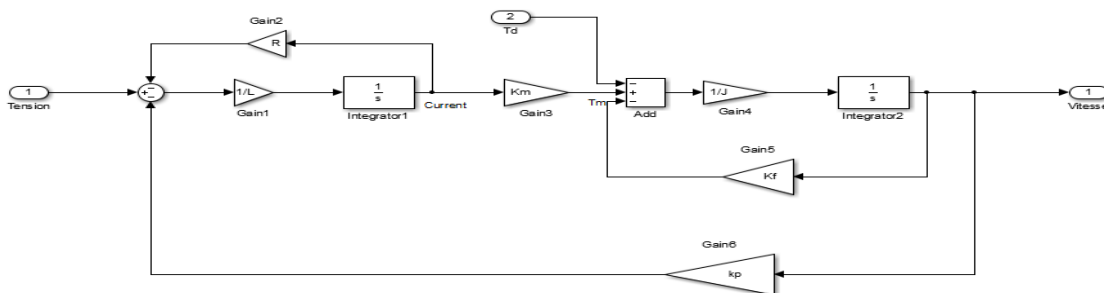 Gain2
R
2
Td
1
Tension
1/L
Gain1
1
s
Integrator1
Current
Km
Gain3
Tm
Add
1/J
Gain4
1
s
Integrator2
1
Vitesse
Gain5
Kf
Gain6
kp